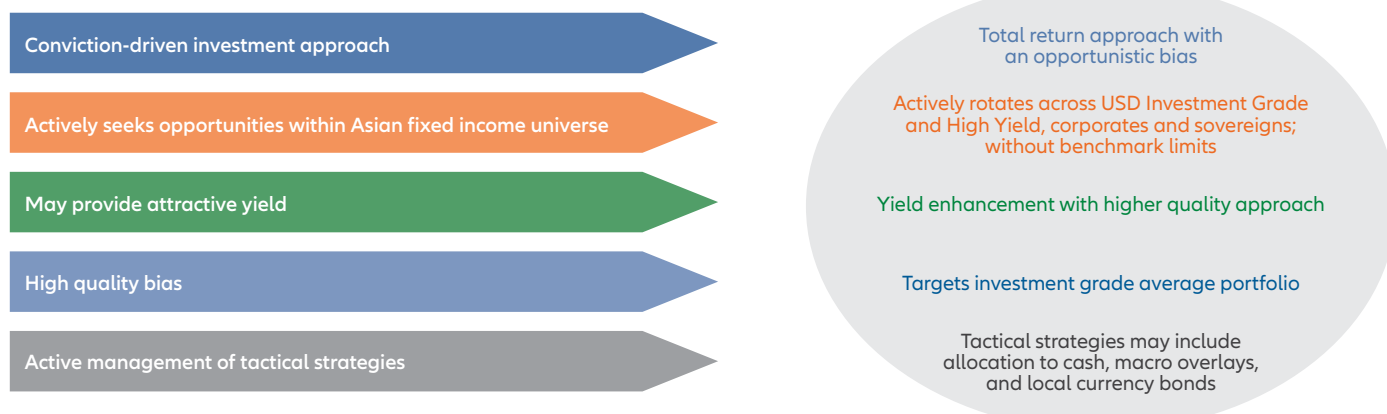 Conviction-driven investment approach
Total return approach with
an opportunistic bias
Actively seeks opportunities within Asian fixed income universe
Actively rotates across USD Investment Grade
and High Yield, corporates and sovereigns;
without benchmark limits
May provide attractive yield
Yield enhancement with higher quality approach
High quality bias
Targets investment grade average portfolio
Active management of tactical strategies
Tactical strategies may include
allocation to cash, macro overlays,
and local currency bonds